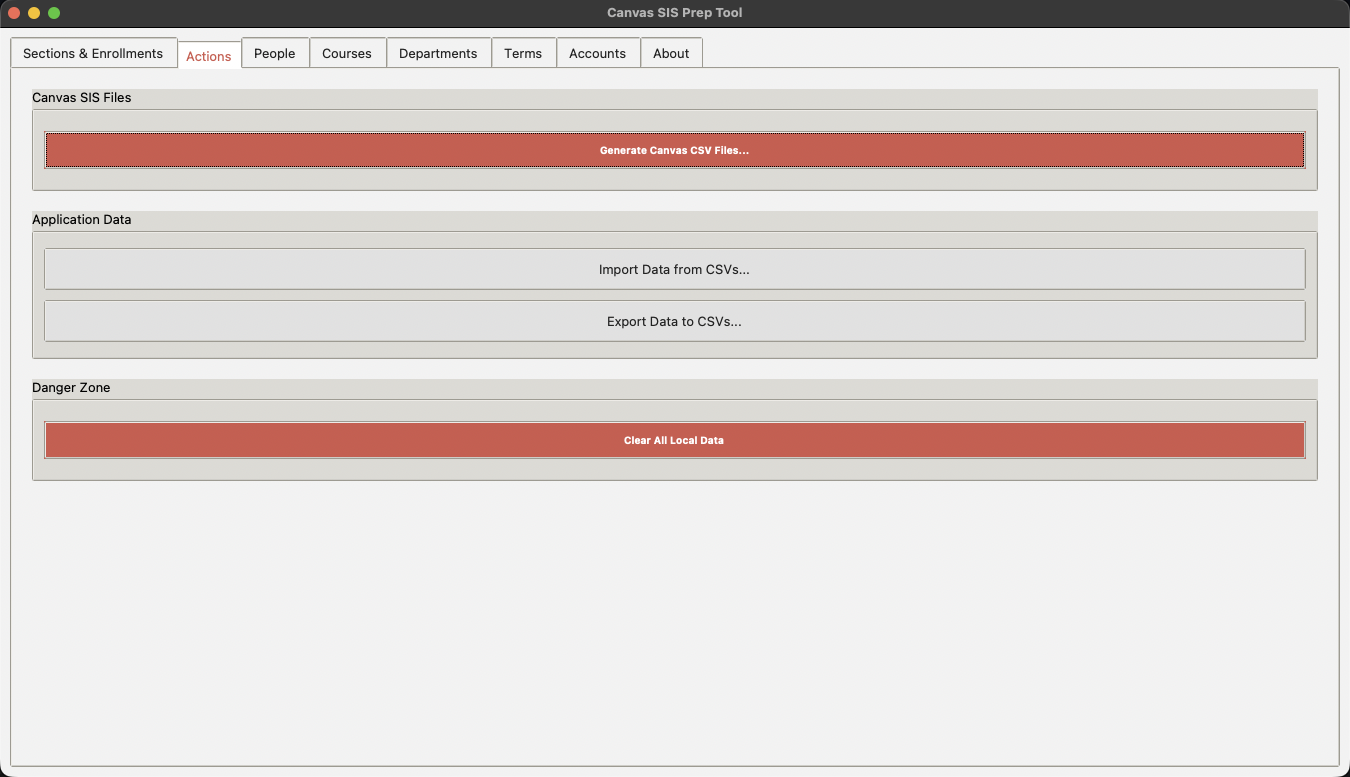 Canvas SIS Prep Tool
Sections & Enrollments Actions People Courses Departments Terms Accounts About
Canvas SIS Files
Generate Canvas CSV Files...
Application Data
Import Data from CSVs...
Export Data to CSVs...
Danger Zone
Clear All Local Data